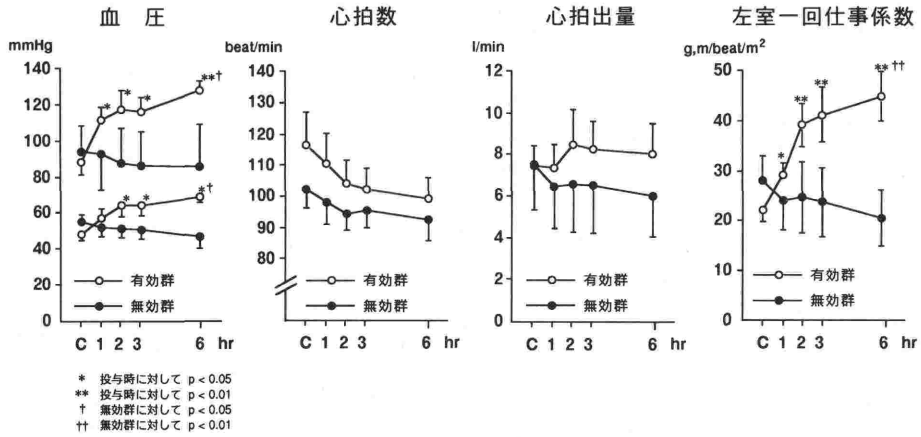 血 圧
mmHg
140
120
100
80
60
40
20
0
有効群
無効群
C 1 2 3 6 hr
* * * **†
* * *†
心拍数
beat/min
140
130
120
110
100
90
80
有効群
無効群
C 1 2 3 6 hr
心拍出量
l/min
12
10
8
6
4
2
0
有効群
無効群
C 1 2 3 6 hr
左室一回仕事係数
g,m/beat/m²
50
40
30
20
10
0
* ** ** ** ††
有効群
無効群
C 1 2 3 6 hr
* 投与時に対して p < 0.05
** 投与時に対して p < 0.01
† 無効群に対して p < 0.05
†† 無効群に対して p < 0.01